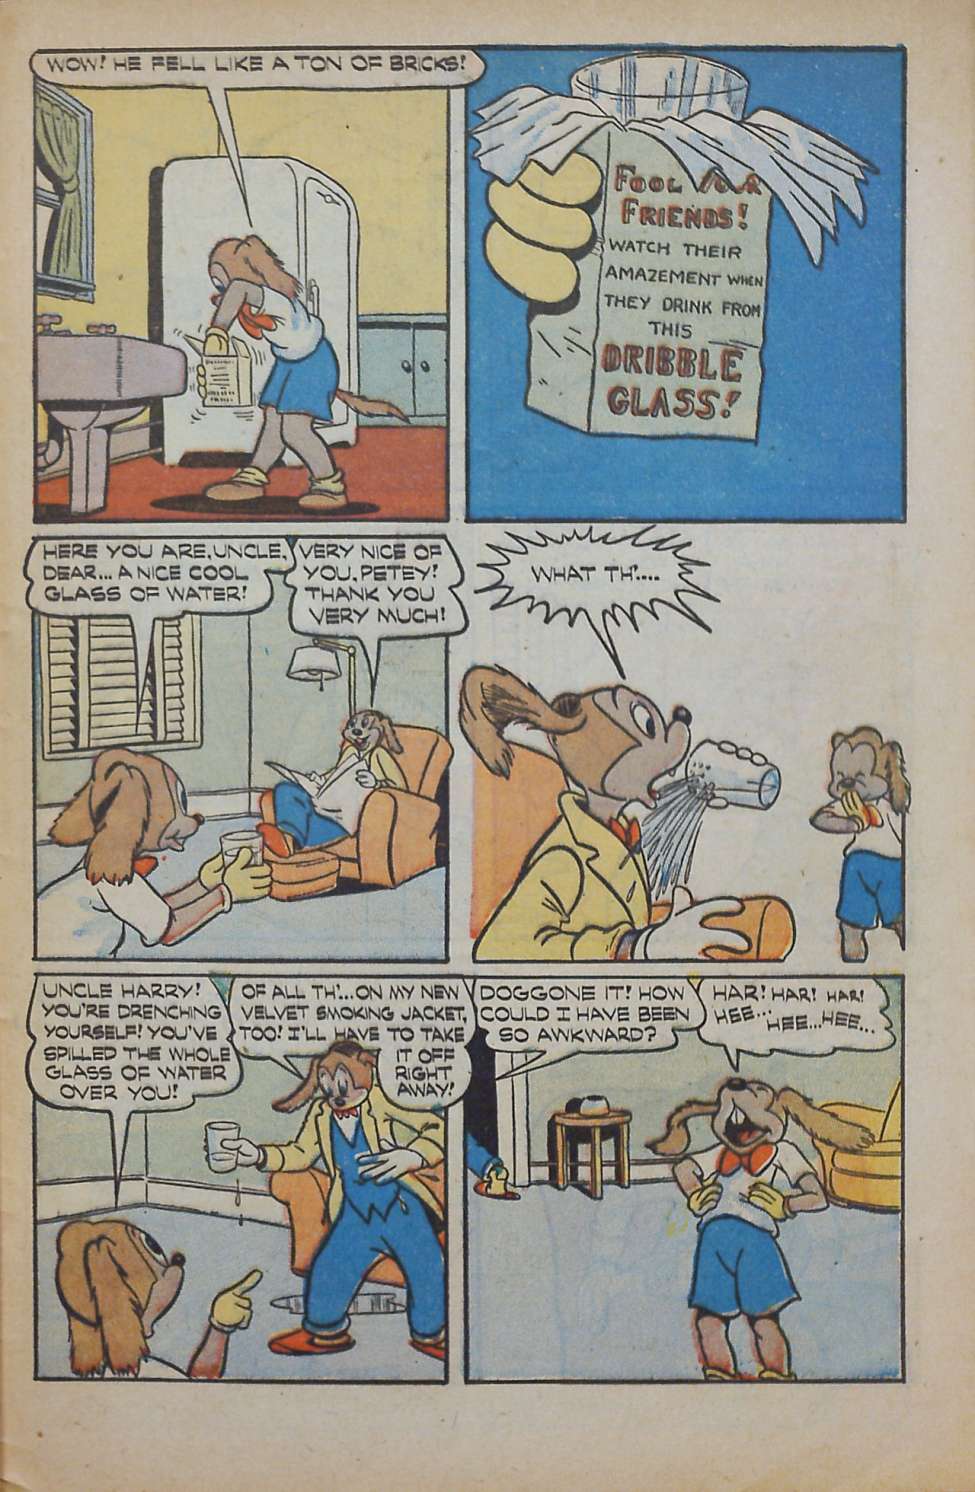 WOW! HE FELL LIKE A TON OF BRICKS!
FOOL YOUR
FRIENDS!
WATCH THEIR
AMAZEMENT WHEN
THEY DRINK FROM
THIS
DRIBBLE
GLASS!
HERE YOU ARE, UNCLE,
DEAR... A NICE COOL
GLASS OF WATER!
VERY NICE OF
YOU, PETEY!
THANK YOU
VERY MUCH!
WHAT TH'....
UNCLE HARRY!
YOU'RE DRENCHING
YOURSELF! YOU'VE
SPILLED THE WHOLE
GLASS OF WATER
OVER YOU!
OF ALL TH'...ON MY NEW
VELVET SMOKING JACKET,
TOO! I'LL HAVE TO TAKE
IT OFF
RIGHT
AWAY!
DOGGONE IT! HOW
COULD I HAVE BEEN
SO AWKWARD?
HAR! HAR! HAR!
HEE... HEE...HEE...